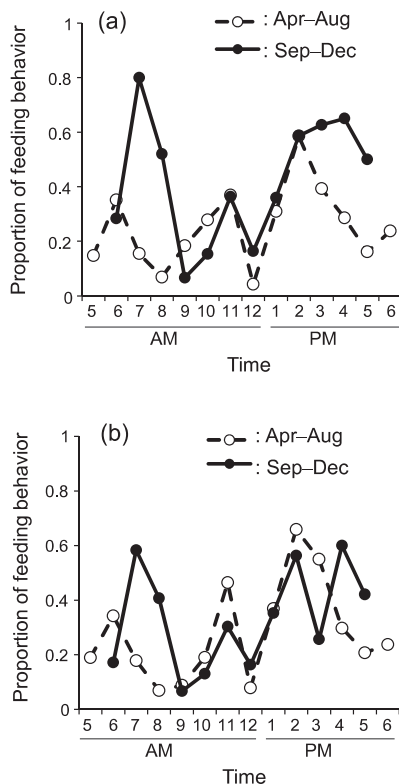 (a)
: Apr–Aug
: Sep–Dec
Proportion of feeding behavior
1
0.8
0.6
0.4
0.2
0
5 6 7 8 9 10 11 12 1 2 3 4 5 6
AM PM
Time
(b)
: Apr–Aug
: Sep–Dec
Proportion of feeding behavior
1
0.8
0.6
0.4
0.2
0
5 6 7 8 9 10 11 12 1 2 3 4 5 6
AM PM
Time